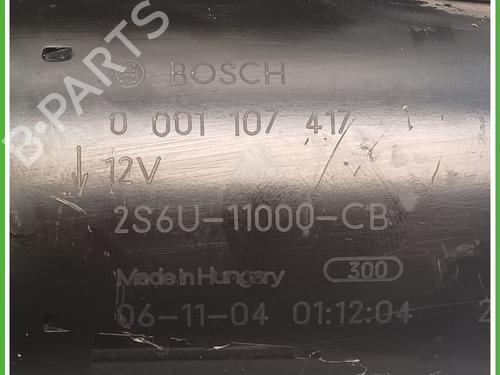 B-PARTS
BOSCH
0 001 107 417
12V
2S6U-11000-CB
Made in Hungary 300
06-11-04 01:12:04 2